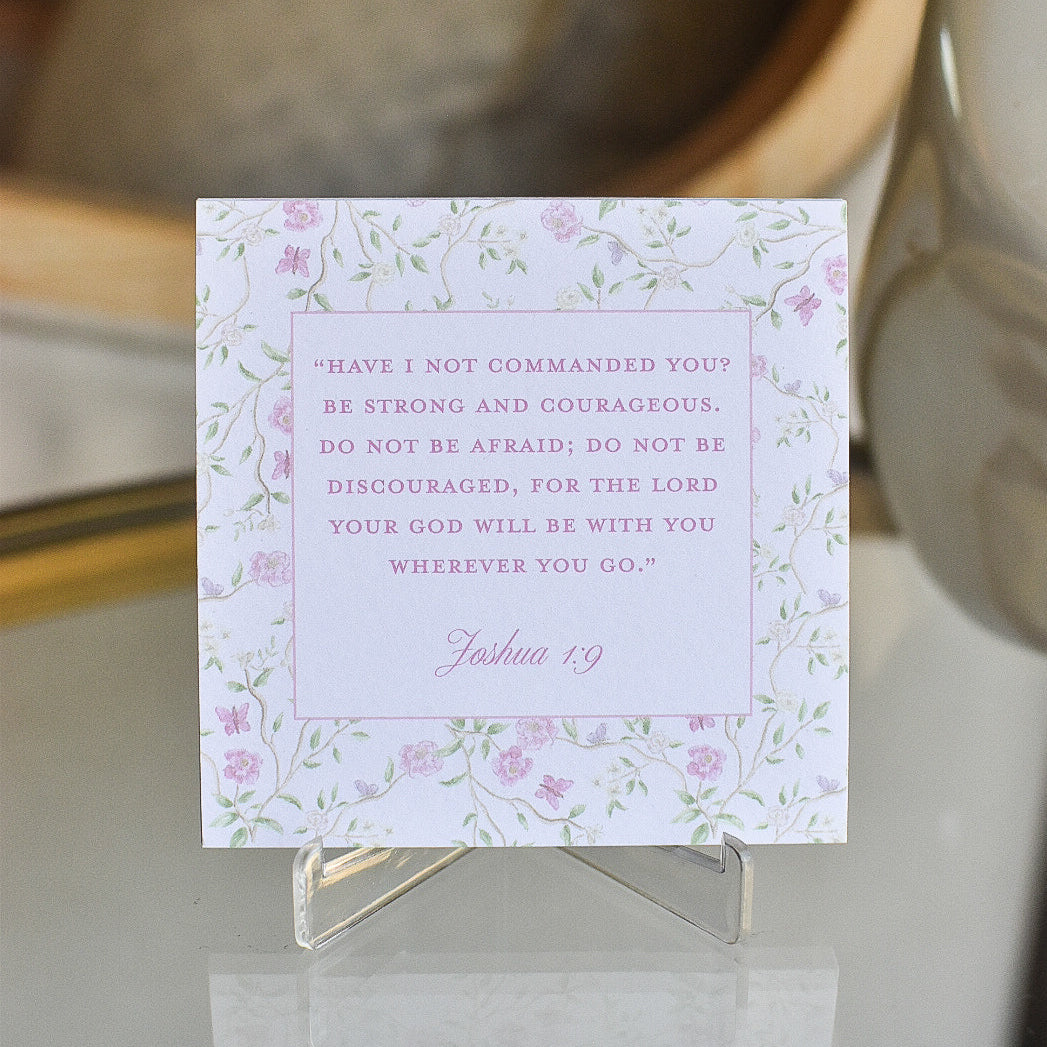 “HAVE I NOT COMMANDED YOU?
BE STRONG AND COURAGEOUS.
DO NOT BE AFRAID; DO NOT BE
DISCOURAGED, FOR THE LORD
YOUR GOD WILL BE WITH YOU
WHEREVER YOU GO.”
Joshua 1:9